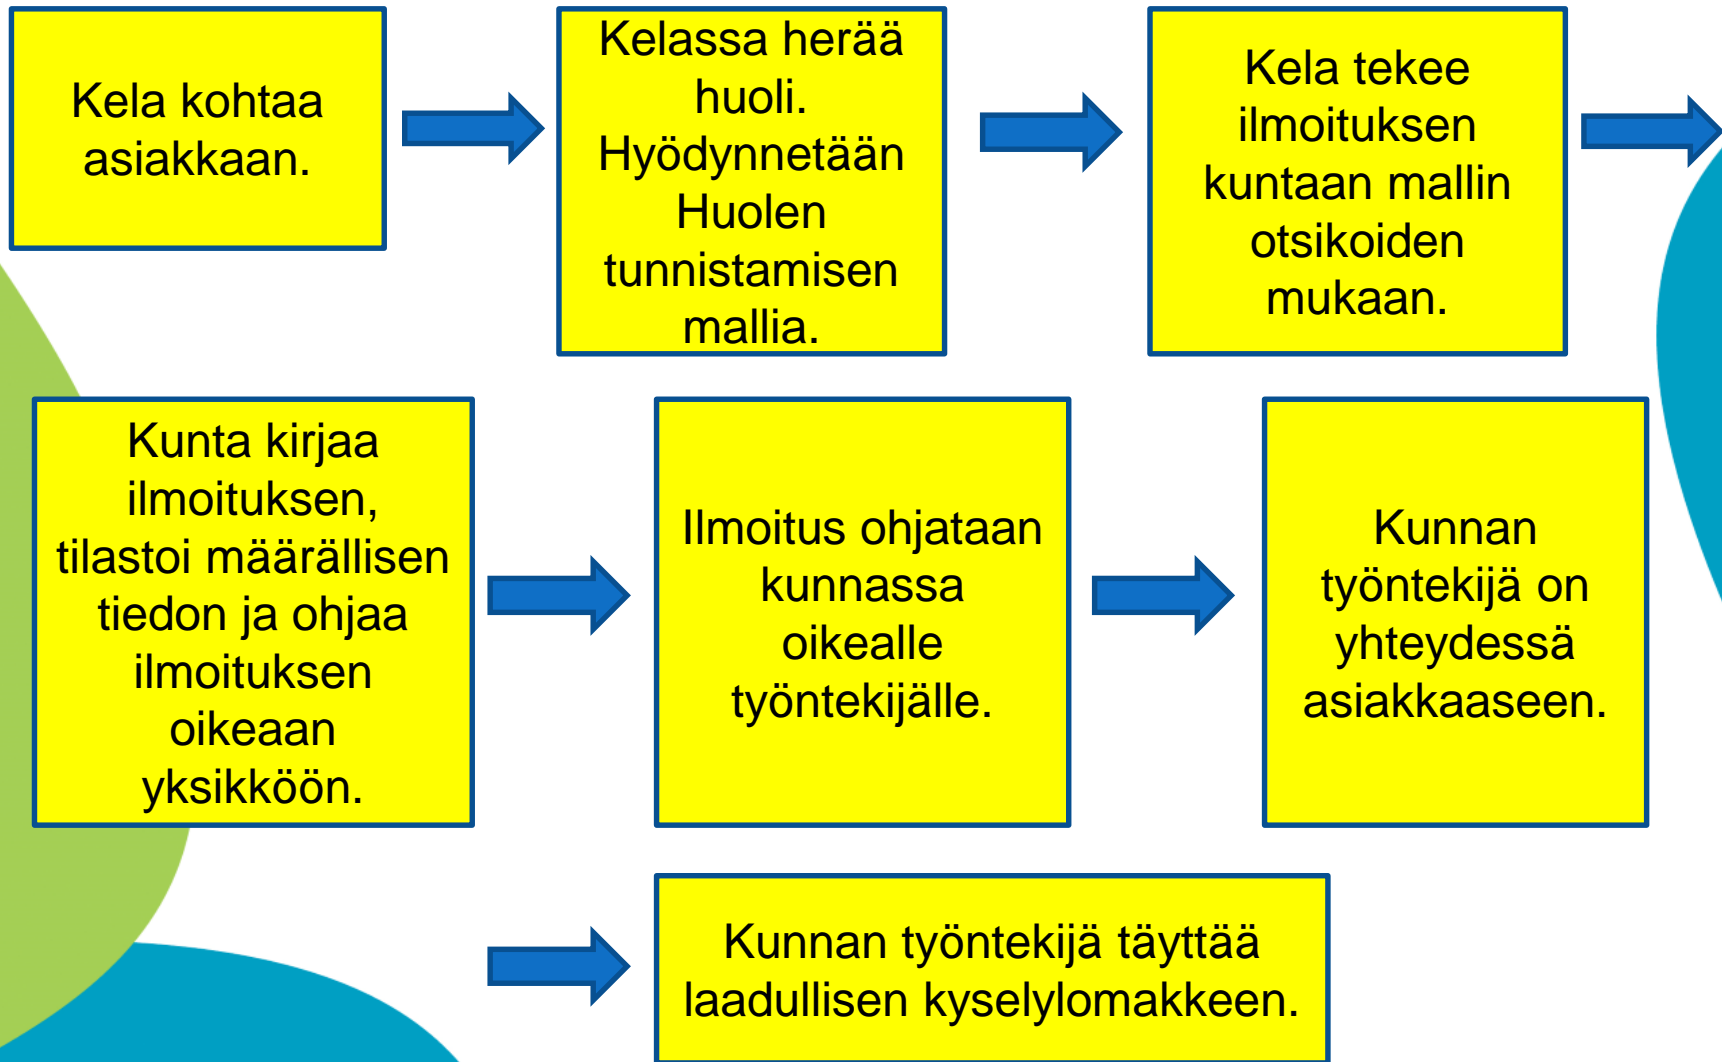 Kela kohtaa
asiakkaan.
Kelassa herää
huoli.
Hyödynnetään
Huolen
tunnistamisen
mallia.
Kela tekee
ilmoituksen
kuntaan mallin
otsikoiden
mukaan.
Kunta kirjaa
ilmoituksen,
tilastoi määrällisen
tiedon ja ohjaa
ilmoituksen
oikeaan
yksikköön.
Ilmoitus ohjataan
kunnassa
oikealle
työntekijälle.
Kunnan
työntekijä on
yhteydessä
asiakkaaseen.
Kunnan työntekijä täyttää
laadullisen kyselylomakkeen.